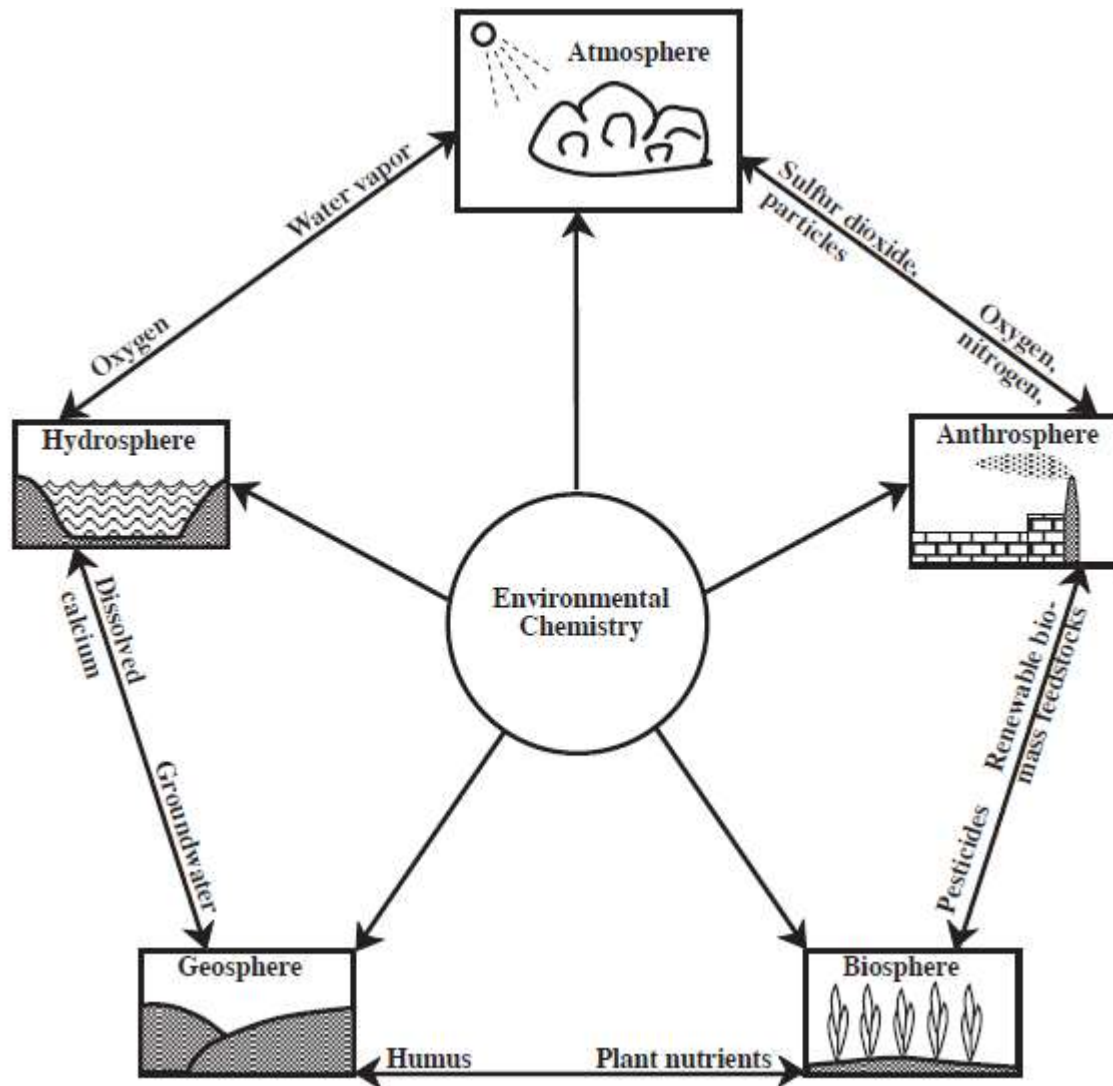 Atmosphere
Water vapor
Oxygen
Sulfur dioxide,
particles
Oxygen,
nitrogen,
Hydrosphere
Anthrosphere
Environmental
Chemistry
Dissolved
calcium
Groundwater
Renewable bio-
mass feedstocks
Pesticides
Geosphere
Biosphere
Humus
Plant nutrients